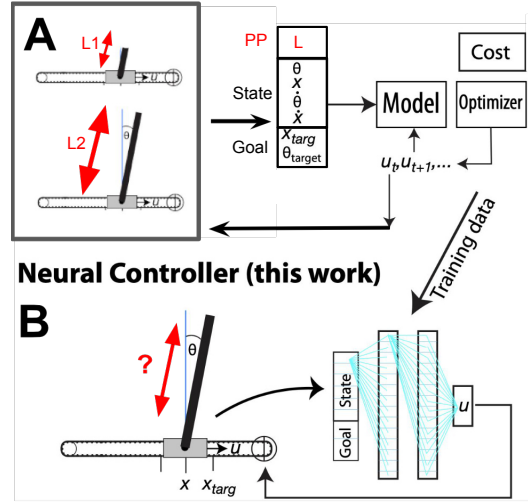 A
L1
u
L2
θ
u
PP
L
State
θ
x
θ̇
ẋ
Goal
x_targ
θ_target
Model
Cost
Optimizer
u_t,u_{t+1},...
Training data
Neural Controller (this work)
B
?
θ
u
x
x_targ
State
Goal
u